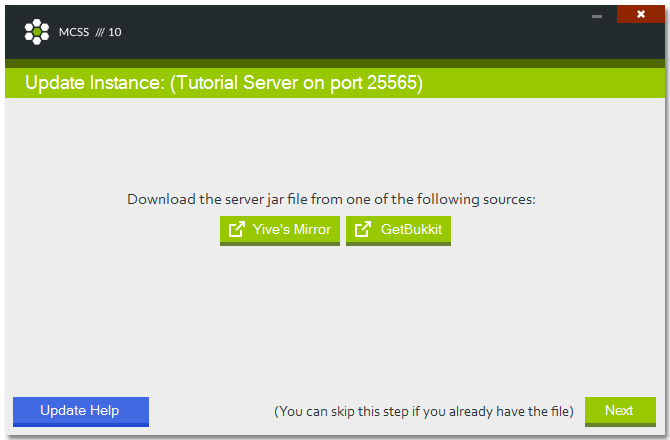 MCSS /// 10
Update Instance: (Tutorial Server on port 25565)
Download the server jar file from one of the following sources:
Yive's Mirror GetBukkit
Update Help (You can skip this step if you already have the file) Next